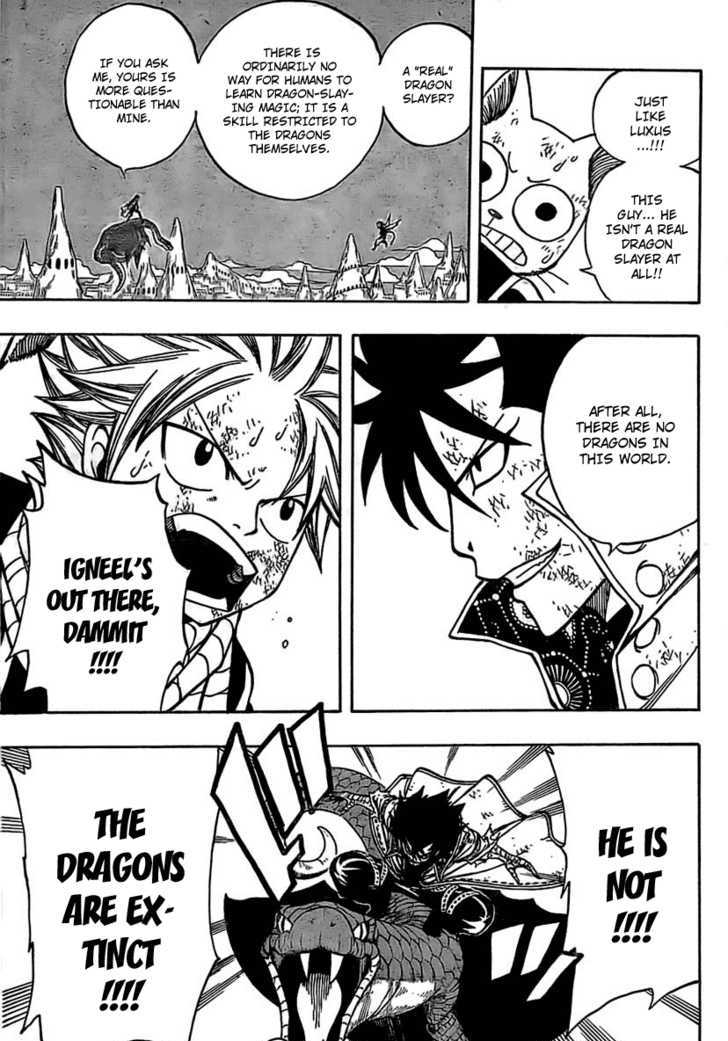 JUST
LIKE
LUXUS
...!!!
THIS
GUY... HE
ISN'T A REAL
DRAGON
SLAYER AT
ALL!!
A "REAL"
DRAGON
SLAYER?
THERE IS
ORDINARILY NO
WAY FOR HUMANS TO
LEARN DRAGON-SLAY-
ING MAGIC; IT IS A
SKILL RESTRICTED TO
THE DRAGONS
THEMSELVES.
IF YOU ASK
ME, YOURS IS
MORE QUES-
TIONABLE THAN
MINE.
AFTER ALL,
THERE ARE NO
DRAGONS IN
THIS WORLD.
IGNEEL'S
OUT THERE,
DAMMIT
!!!!
HE IS
NOT
!!!!
THE
DRAGONS
ARE EX-
TINCT
!!!!